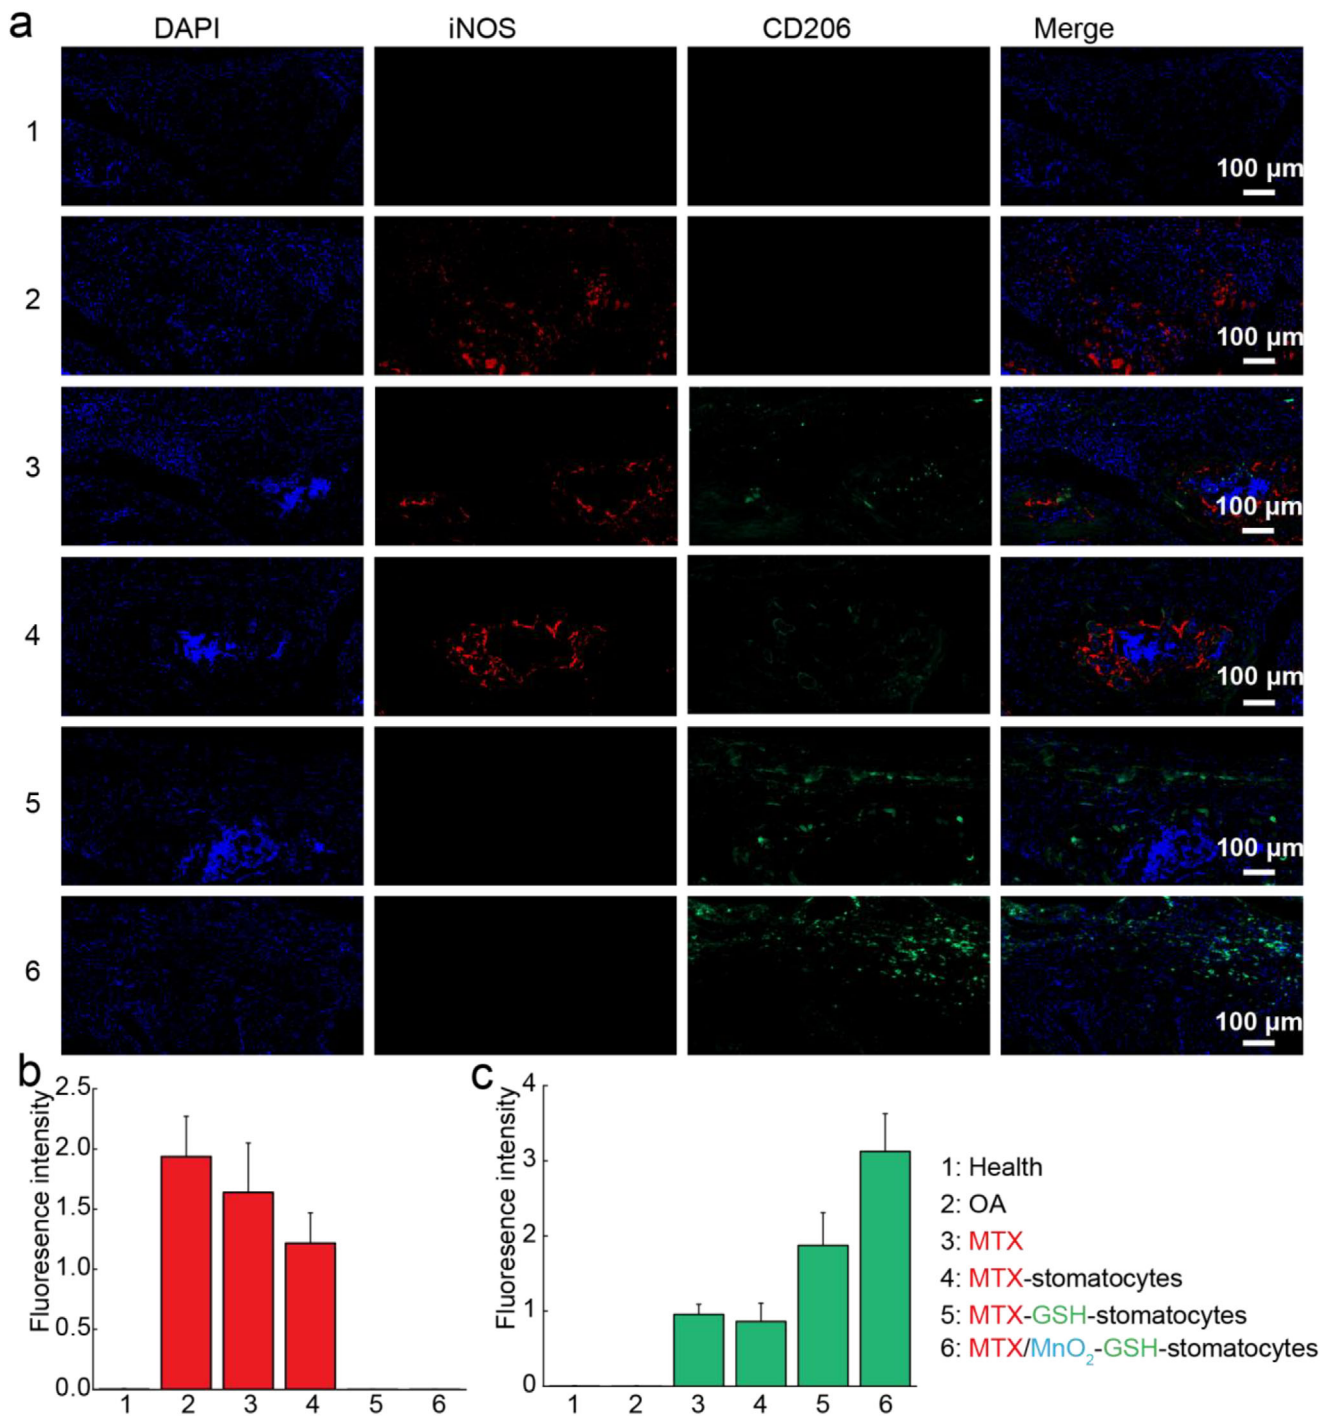 a
DAPI iNOS CD206 Merge
1
100 µm
2
100 µm
3
100 µm
4
100 µm
5
100 µm
6
100 µm
b
Fluoresence intensity
2.5
2.0
1.5
1.0
0.5
0.0
1 2 3 4 5 6
c
Fluoresence intensity
4
3
2
1
0
1 2 3 4 5 6
1: Health
2: OA
3: MTX
4: MTX-stomatocytes
5: MTX-GSH-stomatocytes
6: MTX/MnO₂-GSH-stomatocytes